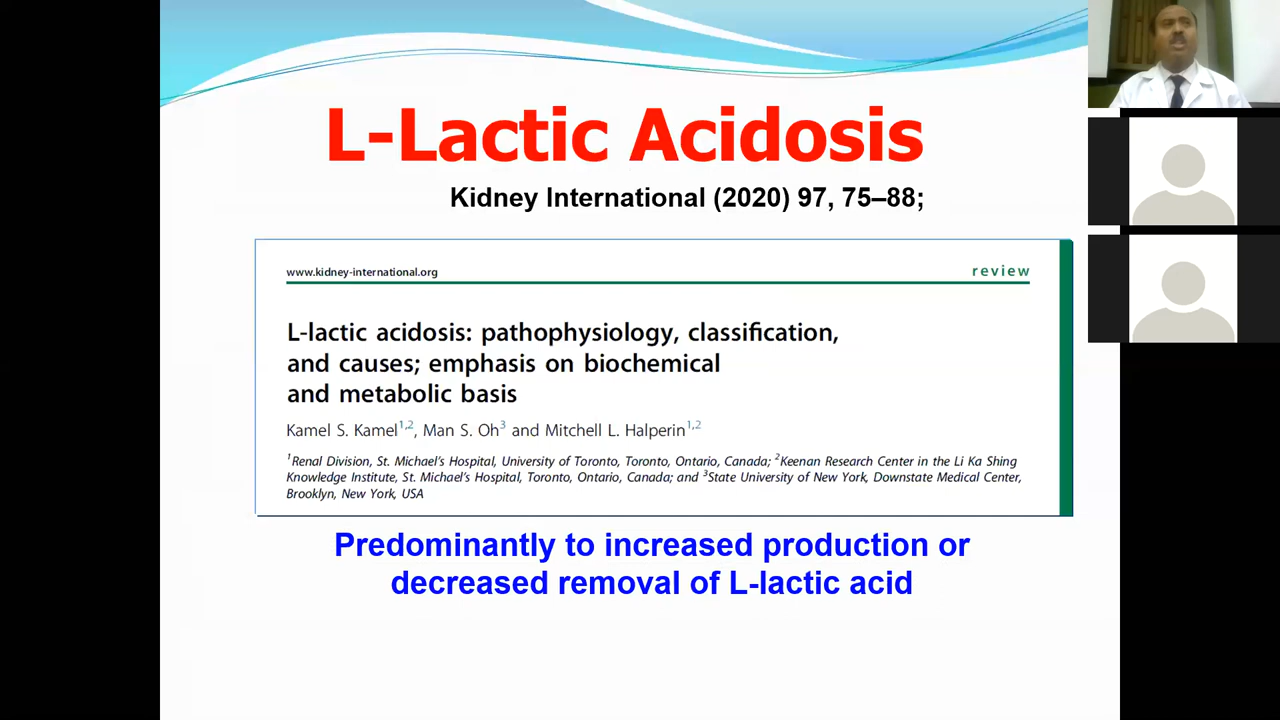 L-Lactic Acidosis
Kidney International (2020) 97, 75–88;
www.kidney-international.org
review
L-lactic acidosis: pathophysiology, classification,
and causes; emphasis on biochemical
and metabolic basis
Kamel S. Kamel1,2, Man S. Oh3 and Mitchell L. Halperin1,2
1Renal Division, St. Michael's Hospital, University of Toronto, Toronto, Ontario, Canada; 2Keenan Research Center in the Li Ka Shing
Knowledge Institute, St. Michael's Hospital, Toronto, Ontario, Canada; and 3State University of New York, Downstate Medical Center,
Brooklyn, New York, USA
Predominantly to increased production or
decreased removal of L-lactic acid